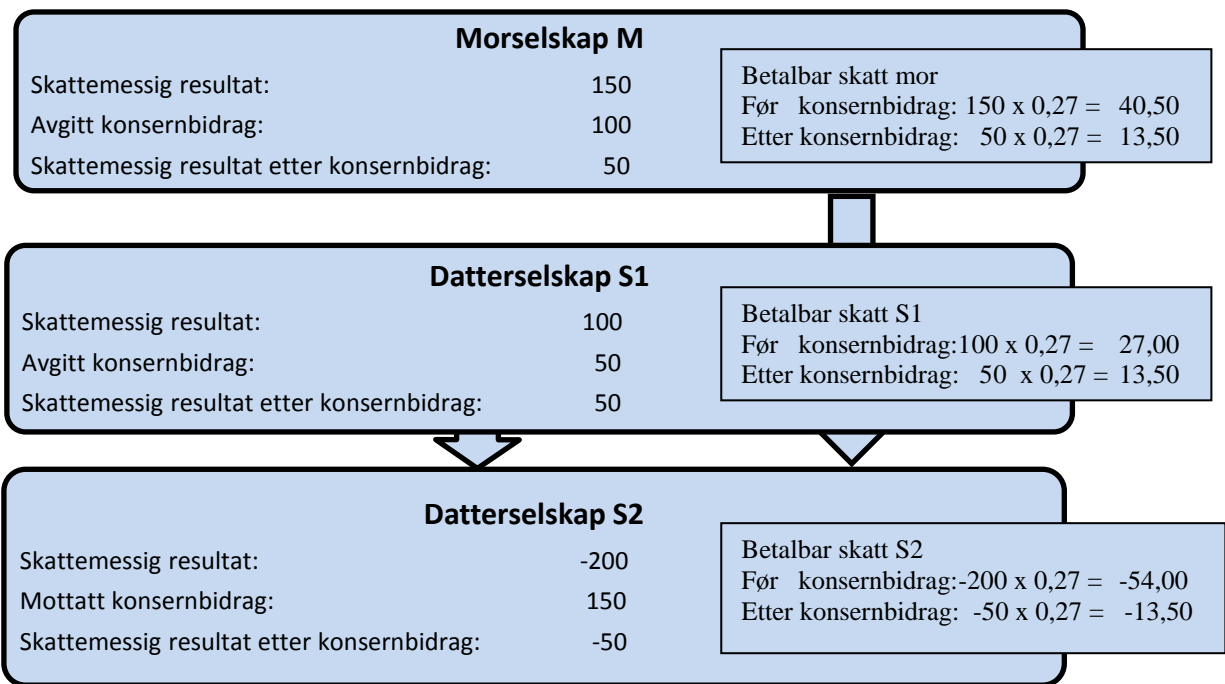 Morselskap M
Skattemessig resultat: 150
Avgitt konsernbidrag: 100
Skattemessig resultat etter konsernbidrag: 50
Betalbar skatt mor
Før konsernbidrag: 150 x 0,27 = 40,50
Etter konsernbidrag: 50 x 0,27 = 13,50
Datterselskap S1
Skattemessig resultat: 100
Avgitt konsernbidrag: 50
Skattemessig resultat etter konsernbidrag: 50
Betalbar skatt S1
Før konsernbidrag:100 x 0,27 = 27,00
Etter konsernbidrag: 50 x 0,27 = 13,50
Datterselskap S2
Skattemessig resultat: -200
Mottatt konsernbidrag: 150
Skattemessig resultat etter konsernbidrag: -50
Betalbar skatt S2
Før konsernbidrag:-200 x 0,27 = -54,00
Etter konsernbidrag: -50 x 0,27 = -13,50